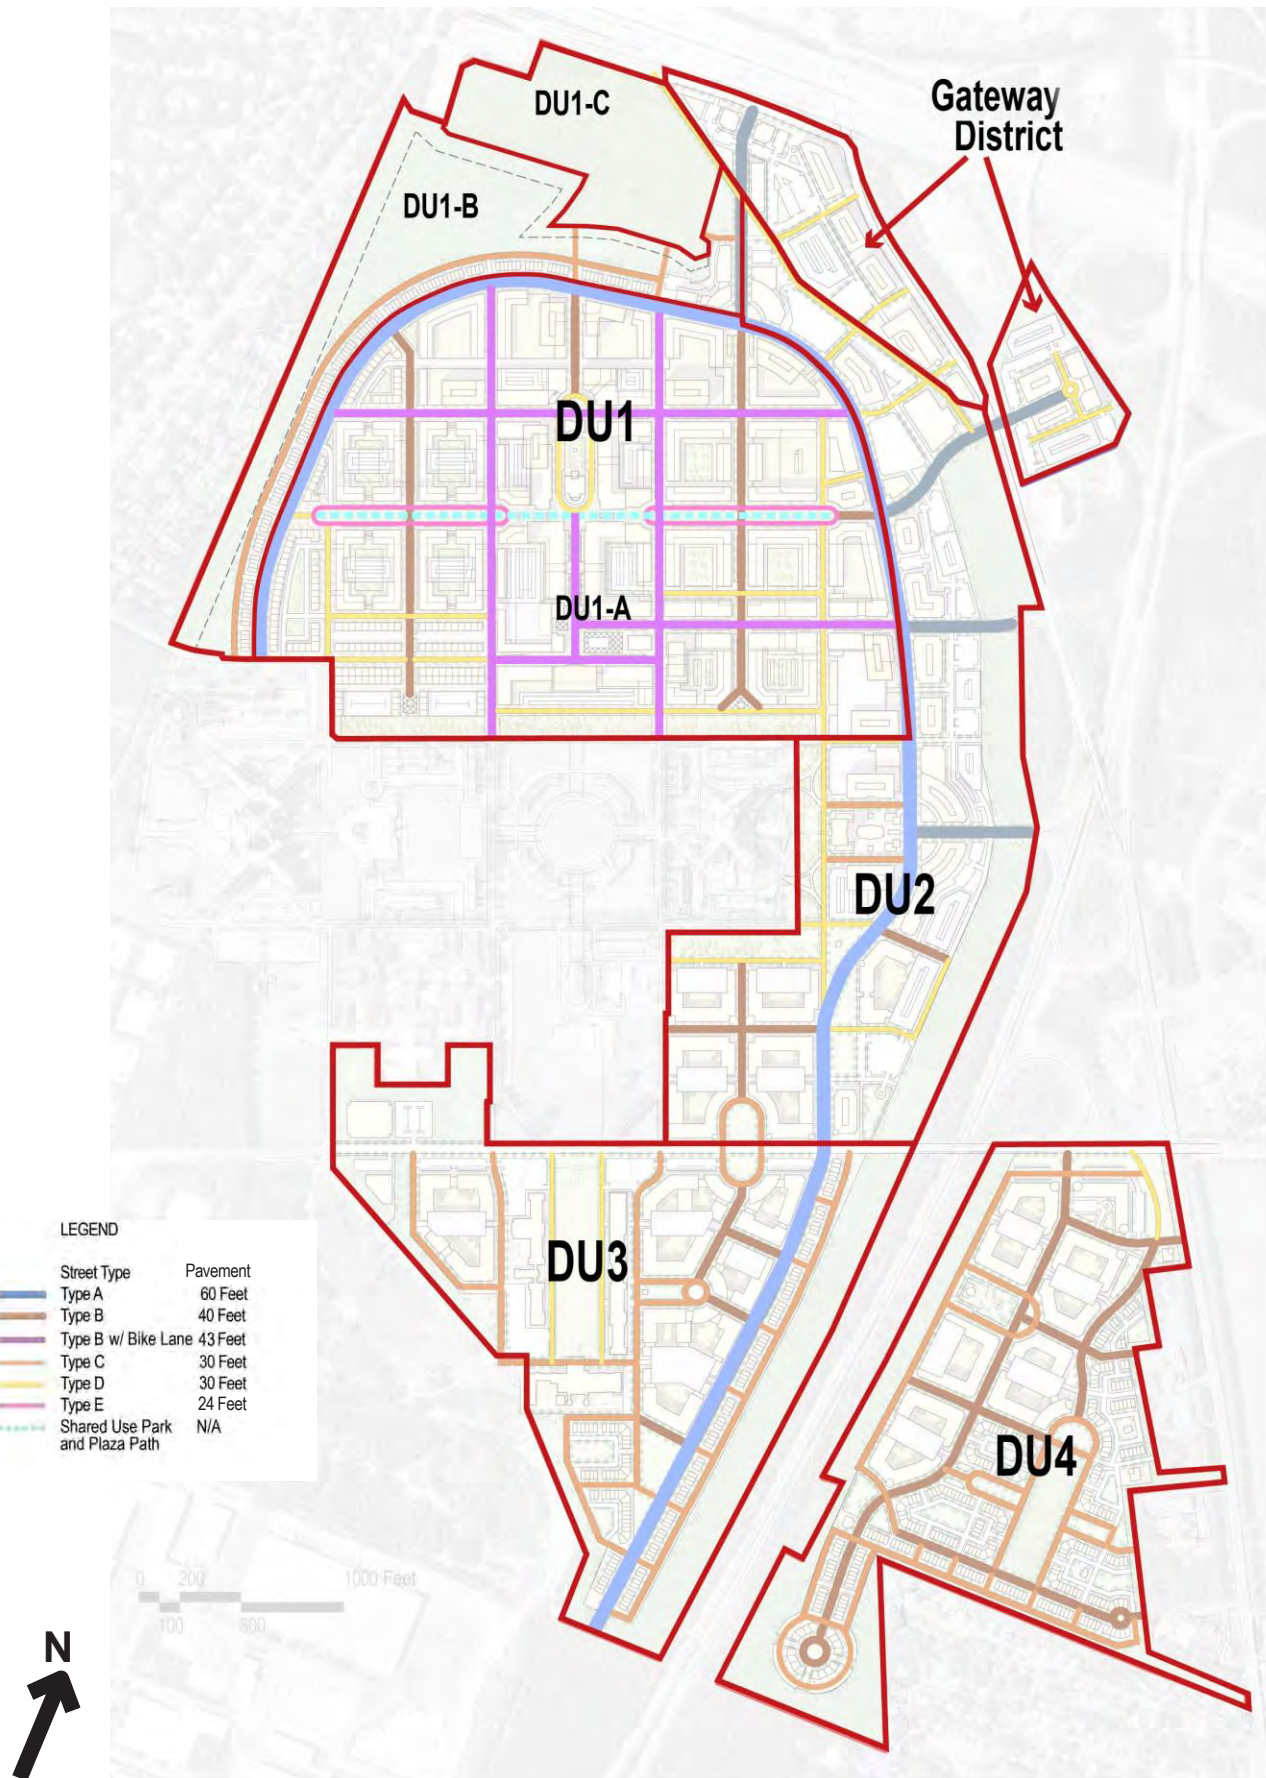 DU1-C
Gateway
District
DU1-B
DU1
DU1-A
DU2
DU3
DU4
LEGEND
Street Type Pavement
Type A 60 Feet
Type B 40 Feet
Type B w/ Bike Lane 43 Feet
Type C 30 Feet
Type D 30 Feet
Type E 24 Feet
Shared Use Park N/A
and Plaza Path
0 200 1000 Feet
100 600
N